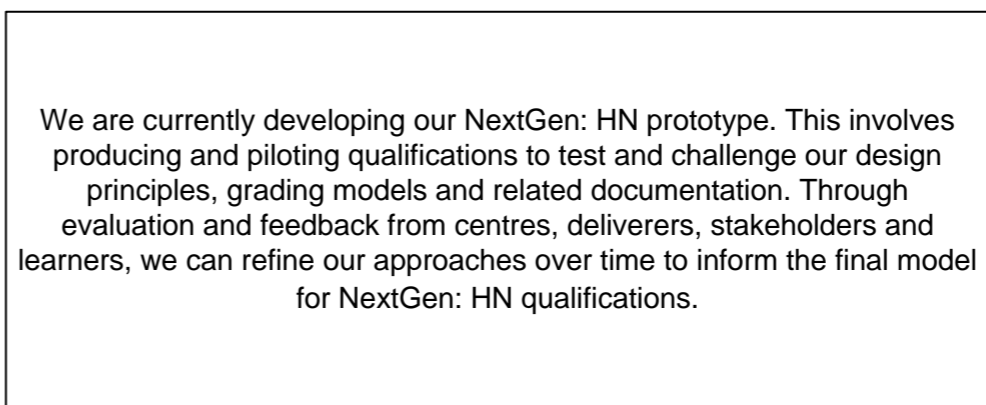 We are currently developing our NextGen: HN prototype. This involves
producing and piloting qualifications to test and challenge our design
principles, grading models and related documentation. Through
evaluation and feedback from centres, deliverers, stakeholders and
learners, we can refine our approaches over time to inform the final model
for NextGen: HN qualifications.